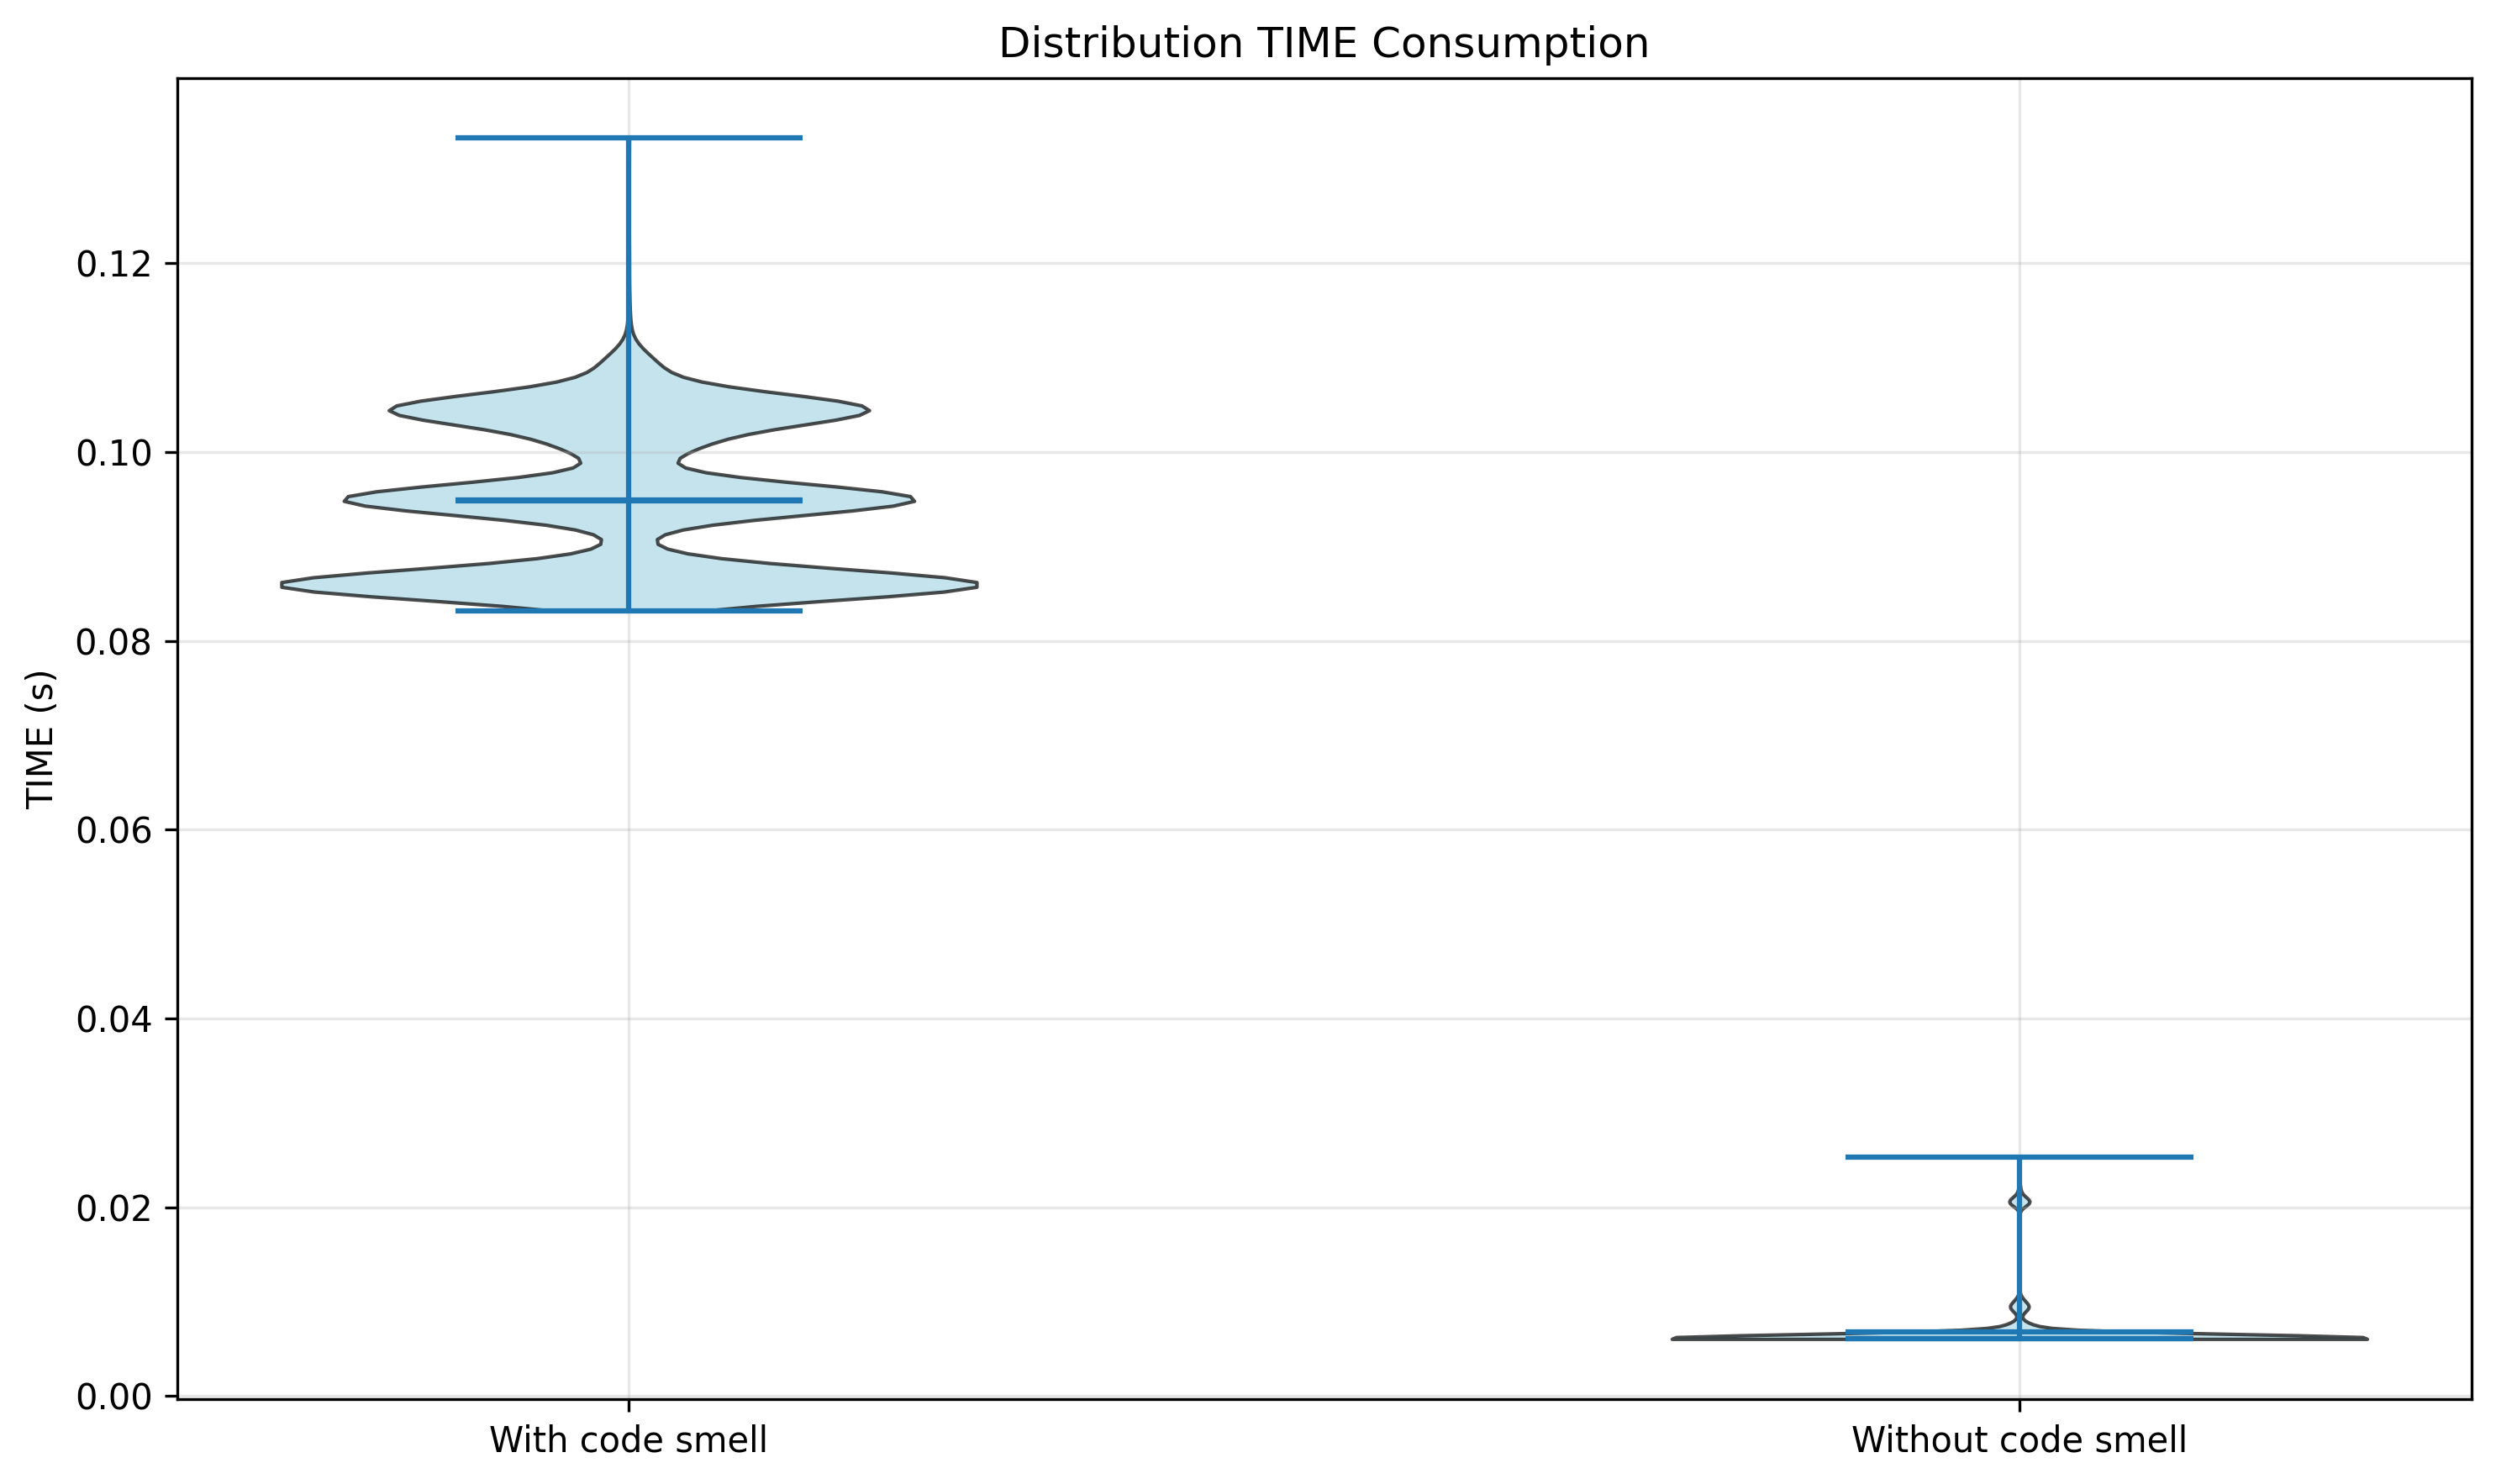 Distribution TIME Consumption
0.12
0.10
0.08
0.06
0.04
0.02
0.00
TIME (s)
With code smell
Without code smell